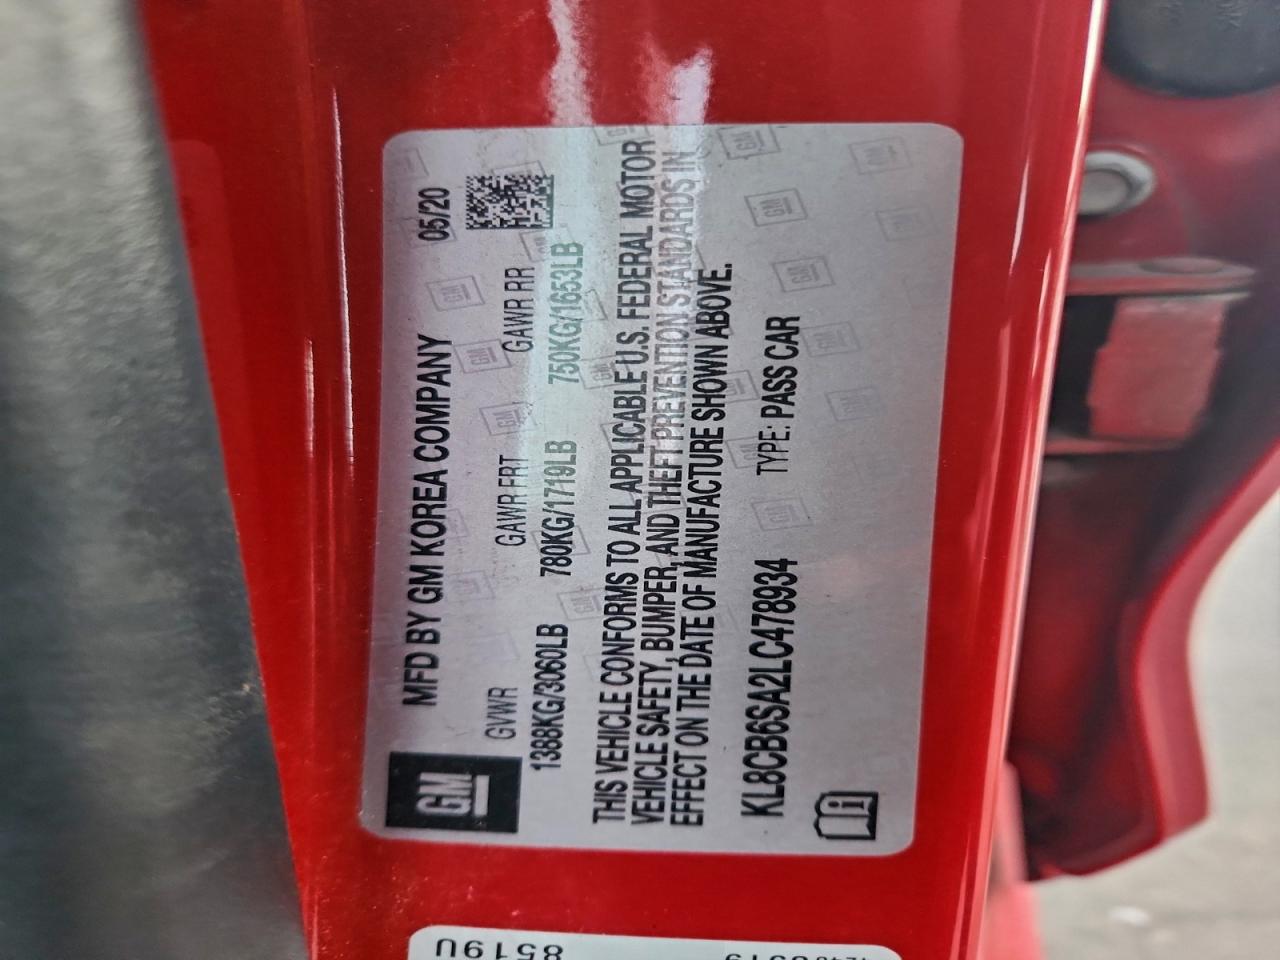 GM
MFD BY GM KOREA COMPANY 05/20
GVWR GAWR FRT GAWR RR
1388KG/3060LB 780KG/1719LB 750KG/1653LB
THIS VEHICLE CONFORMS TO ALL APPLICABLE U.S. FEDERAL MOTOR
VEHICLE SAFETY, BUMPER, AND THEFT PREVENTION STANDARDS IN
EFFECT ON THE DATE OF MANUFACTURE SHOWN ABOVE.
KL8CB6SA2LC478934 TYPE: PASS CAR
8519U